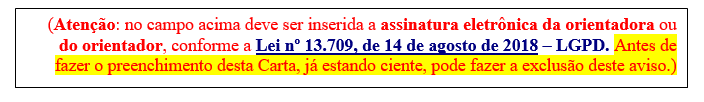 (Atenção: no campo acima deve ser inserida a assinatura eletrônica da orientadora ou
do orientador, conforme a Lei nº 13.709, de 14 de agosto de 2018 – LGPD. Antes de
fazer o preenchimento desta Carta, já estando ciente, pode fazer a exclusão deste aviso.)